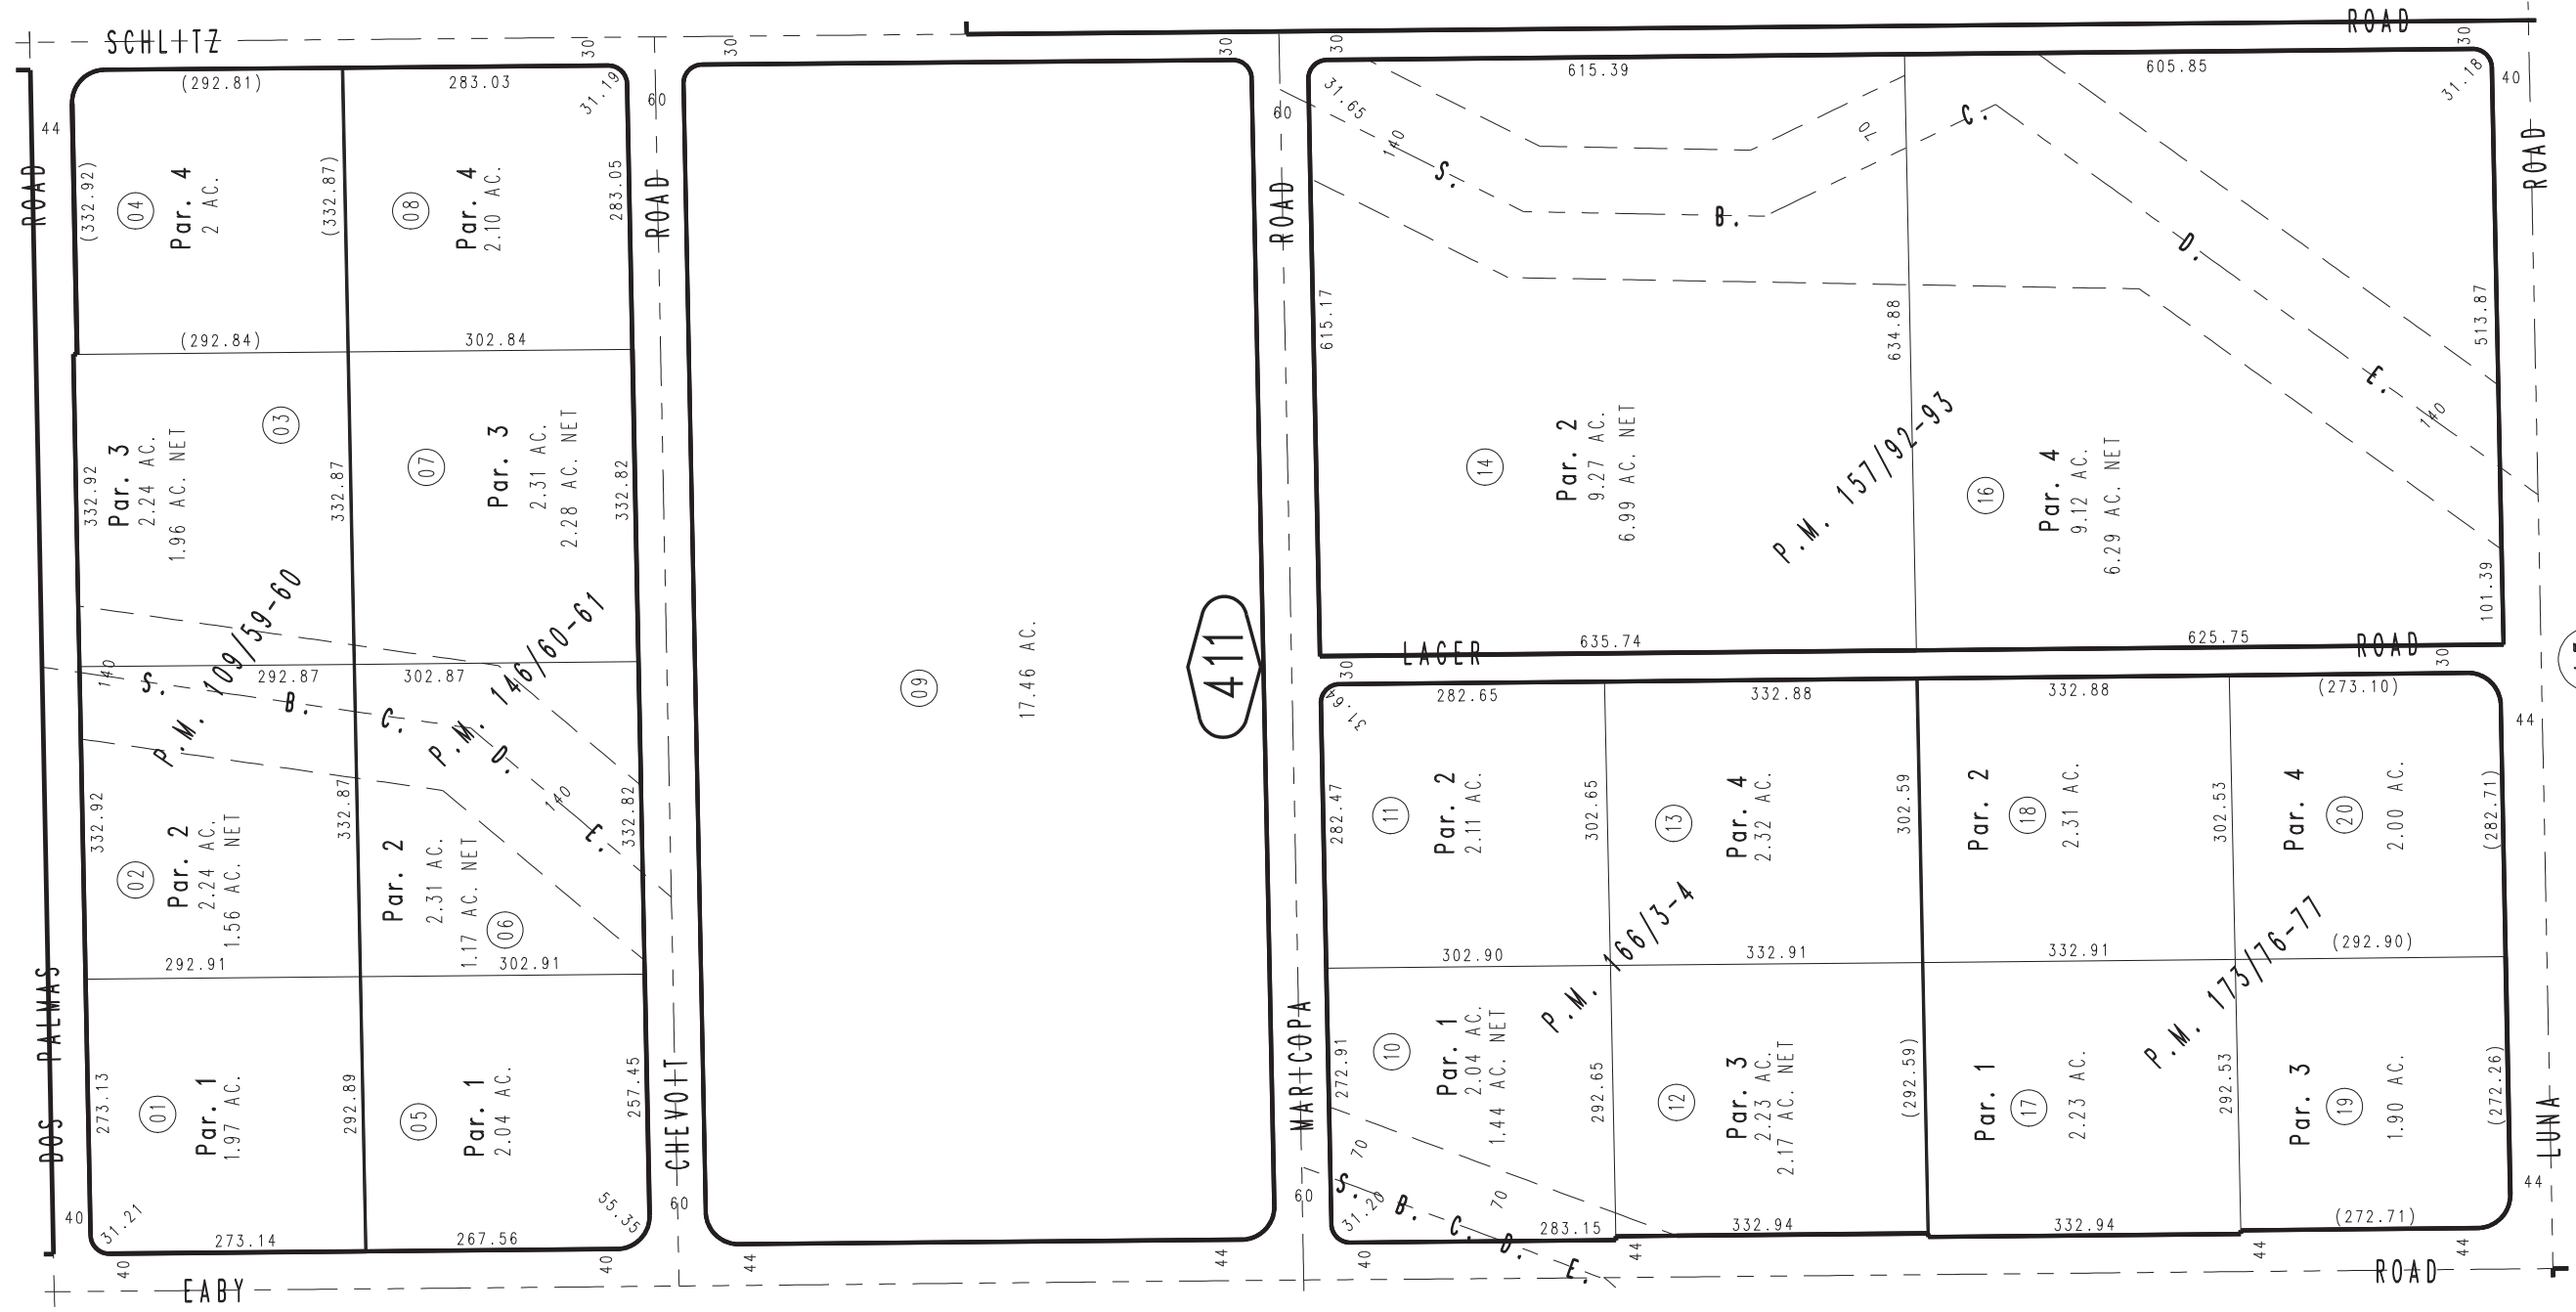 SCHLITZ
ROAD
30
30
30
30
30
(292.81)
283.03
31.19
60
615.39
605.85
31.18
40
44
60
31.65
140
S.
B.
70
C.
D.
E.
140
ROAD
ROAD
ROAD
ROAD
(332.92)
04
Par. 4
2 AC.
(332.87)
08
Par. 4
2.10 AC.
283.05
(292.84)
302.84
615.17
634.88
513.87
332.92
Par. 3
2.24 AC.
1.96 AC. NET
03
332.87
07
Par. 3
2.31 AC.
2.28 AC. NET
332.82
14
Par. 2
9.27 AC.
6.99 AC. NET
P.M. 157/92-93
16
Par. 4
9.12 AC.
6.29 AC. NET
101.39
P.M. 109/59-60
P.M. 146/60-61
09
17.46 AC.
411
635.74
625.75
LAGER
ROAD
30
30
140
S.
B.
C.
D.
E.
140
292.87
302.87
282.65
332.88
332.88
(273.10)
31.64
44
332.92
02
Par. 2
2.24 AC.
1.56 AC. NET
332.87
Par. 2
2.31 AC.
1.17 AC. NET
06
332.82
282.47
11
Par. 2
2.11 AC.
302.65
13
Par. 4
2.32 AC.
302.59
Par. 2
18
2.31 AC.
302.53
Par. 4
20
2.00 AC.
(282.71)
292.91
302.91
302.90
332.91
332.91
(292.90)
P.M. 166/3-4
P.M. 173/76-77
DOS PALMAS
273.13
01
Par. 1
1.97 AC.
292.89
05
Par. 1
2.04 AC.
257.45
CHEVOIT
MARICOPA
272.91
10
Par. 1
2.04 AC.
1.44 AC. NET
292.65
12
Par. 3
2.23 AC.
2.17 AC. NET
(292.59)
Par. 1
17
2.23 AC.
292.53
Par. 3
19
1.90 AC.
(272.26)
LUNA
70
70
S.
B.
C.
D.
E.
40
31.21
273.14
267.56
55.35
60
60
31.20
283.15
332.94
332.94
(272.71)
44
40
40
44
44
40
44
44
44
EABY
ROAD